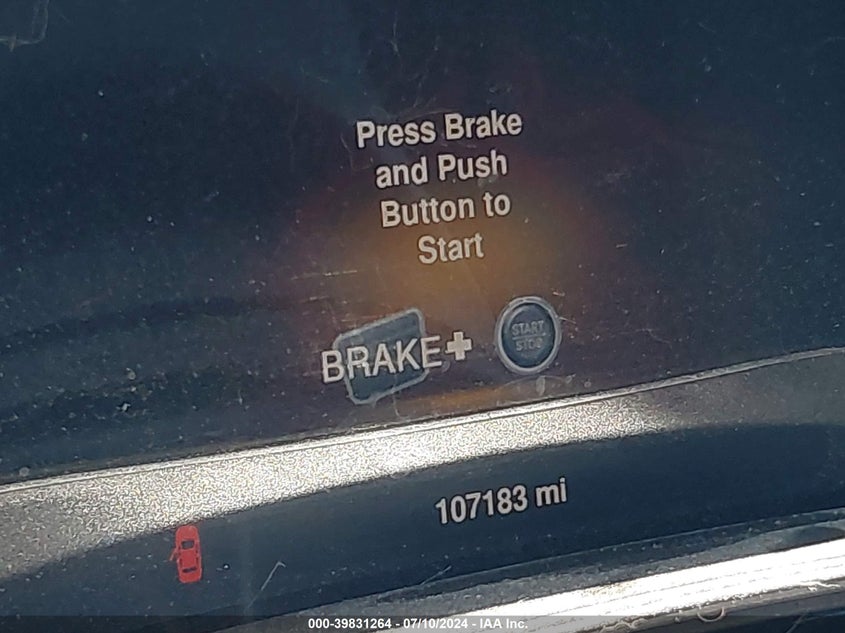 Press Brake
and Push
Button to
Start
BRAKE+
START
STOP
107183 mi
000-39831264 - 07/10/2024 - IAA Inc.